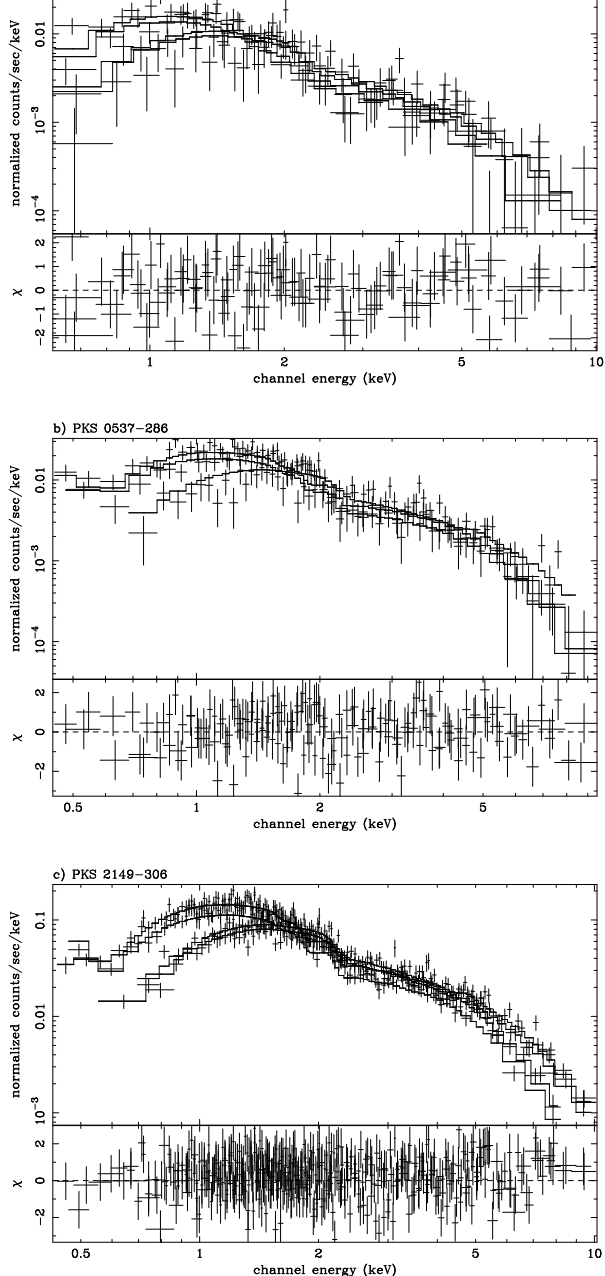 0.01
10⁻³
10⁻⁴
normalized counts/sec/keV
2
1
0
−1
−2
χ
1 2 5 10
channel energy (keV)
b) PKS 0537−286
0.01
10⁻³
10⁻⁴
normalized counts/sec/keV
2
0
−2
χ
0.5 1 2 5
channel energy (keV)
c) PKS 2149−306
0.1
0.01
10⁻³
normalized counts/sec/keV
2
0
−2
χ
0.5 1 2 5 10
channel energy (keV)